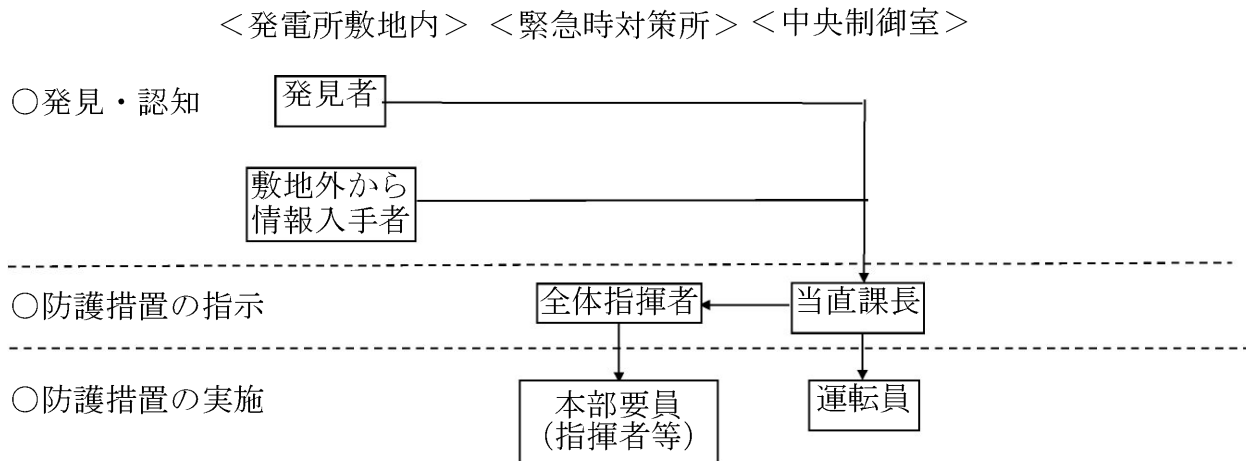 ＜発電所敷地内＞ ＜緊急時対策所＞ ＜中央制御室＞
○発見・認知
発見者
敷地外から
情報入手者
○防護措置の指示
全体指揮者
当直課長
○防護措置の実施
本部要員
（指揮者等）
運転員